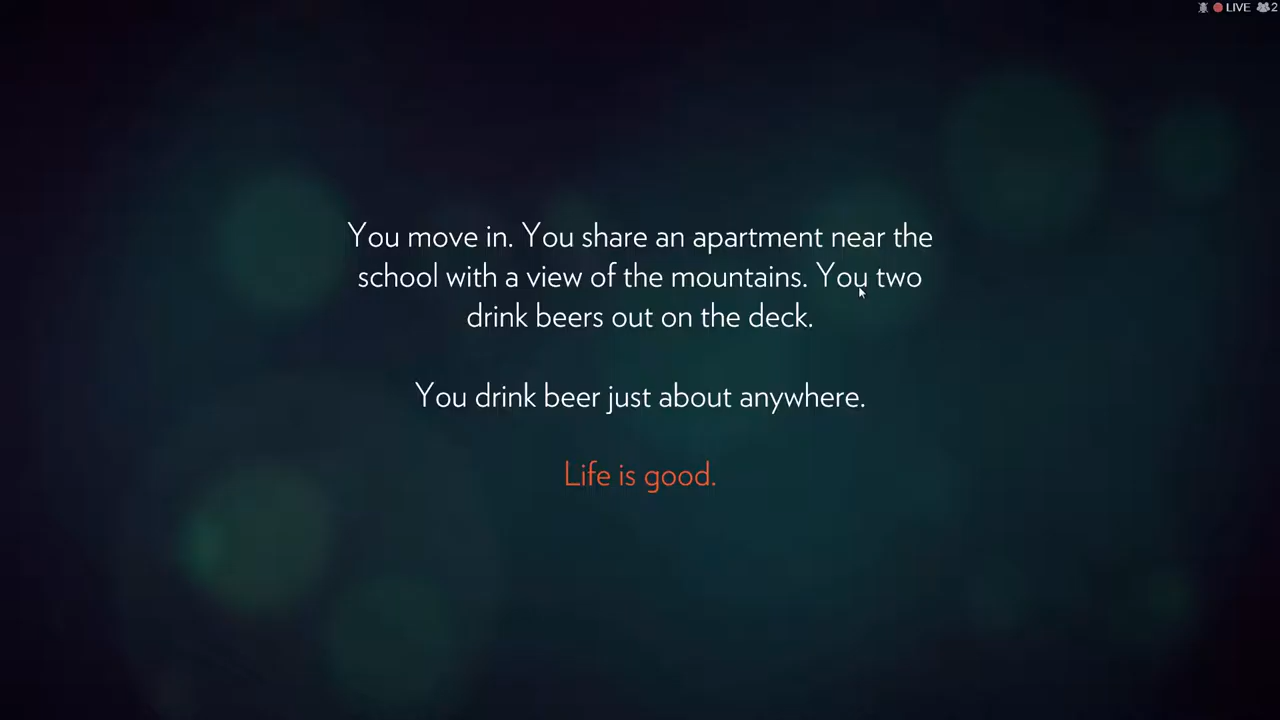 LIVE 2
You move in. You share an apartment near the
school with a view of the mountains. You two
drink beers out on the deck.
You drink beer just about anywhere.
Life is good.